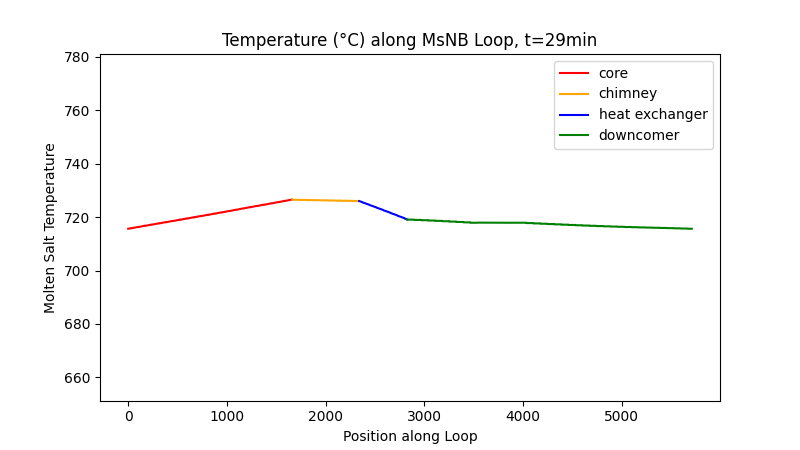 Temperature (°C) along MsNB Loop, t=29min
780
760
740
720
700
680
660
Molten Salt Temperature
core
chimney
heat exchanger
downcomer
0 1000 2000 3000 4000 5000
Position along Loop